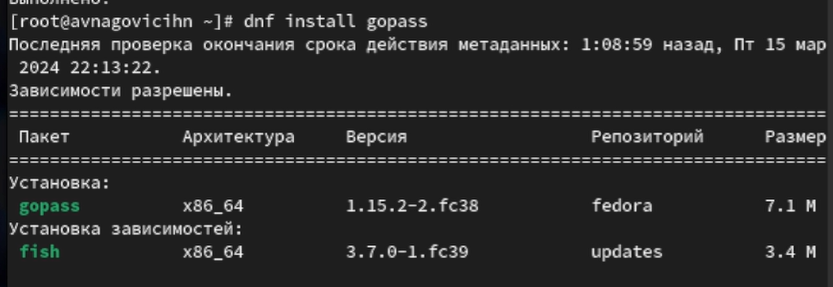 Выполнено.
[root@avnagovicihn ~]# dnf install gopass
Последняя проверка окончания срока действия метаданных: 1:08:59 назад, Пт 15 мар
 2024 22:13:22.
Зависимости разрешены.
================================================================================
 Пакет Архитектура Версия Репозиторий Размер
================================================================================
Установка:
 gopass x86_64 1.15.2-2.fc38 fedora 7.1 M
Установка зависимостей:
 fish x86_64 3.7.0-1.fc39 updates 3.4 M